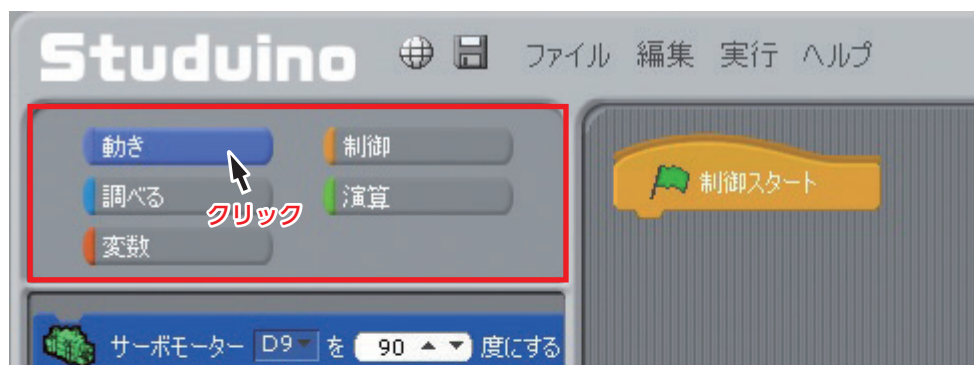 Studuino ファイル 編集 実行 ヘルプ
動き 制御
調べる 演算
クリック
変数
制御スタート
サーボモーター D9 を 90 度にする